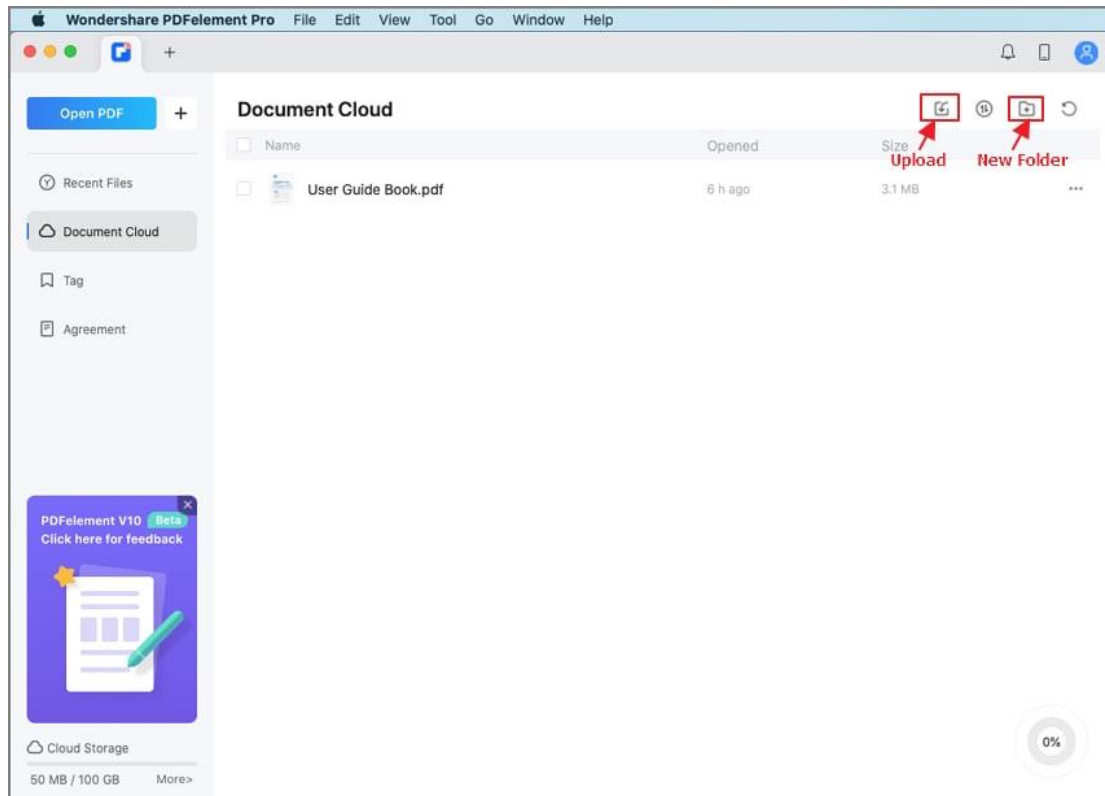 Wondershare PDFelement Pro File Edit View Tool Go Window Help
Open PDF
Document Cloud
Name Opened Size
Upload New Folder
Recent Files
User Guide Book.pdf 6 h ago 3.1 MB
Document Cloud
Tag
Agreement
PDFelement V10 Beta
Click here for feedback
Cloud Storage
0%
50 MB / 100 GB More>